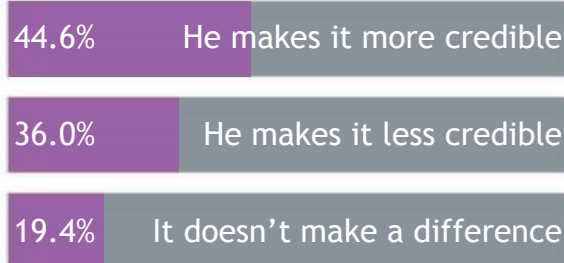 44.6% He makes it more credible
36.0% He makes it less credible
19.4% It doesn’t make a difference